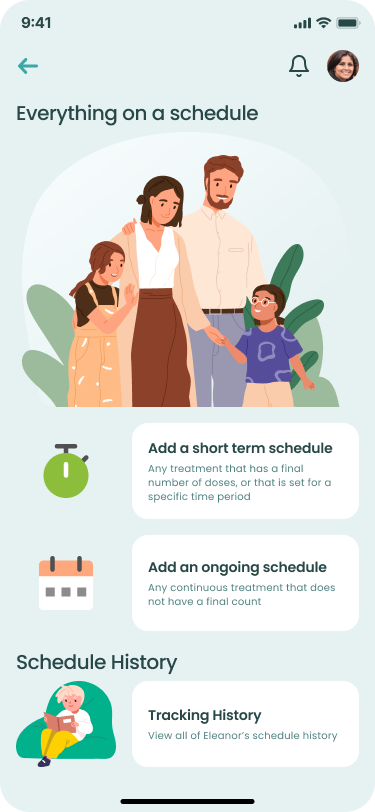 9:41
Everything on a schedule
Add a short term schedule
Any treatment that has a final
number of doses, or that is set for a
specific time period
Add an ongoing schedule
Any continuous treatment that does
not have a final count
Schedule History
Tracking History
View all of Eleanor's schedule history